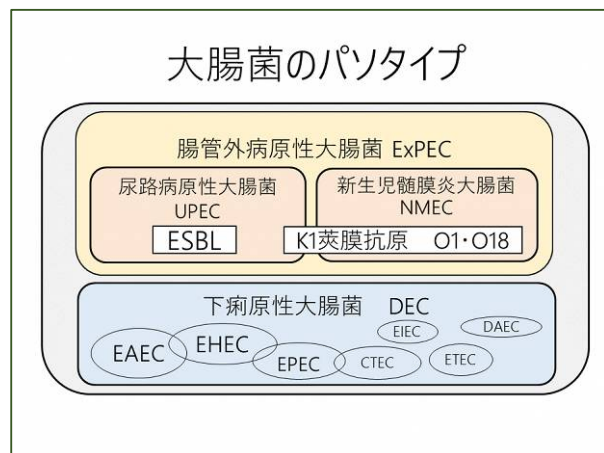 大腸菌のパソタイプ
腸管外病原性大腸菌 ExPEC
尿路病原性大腸菌
UPEC
ESBL
新生児髄膜炎大腸菌
NMEC
K1莢膜抗原 O1・O18
下痢原性大腸菌 DEC
EIEC
DAEC
EAEC
EHEC
EPEC
CTEC
ETEC